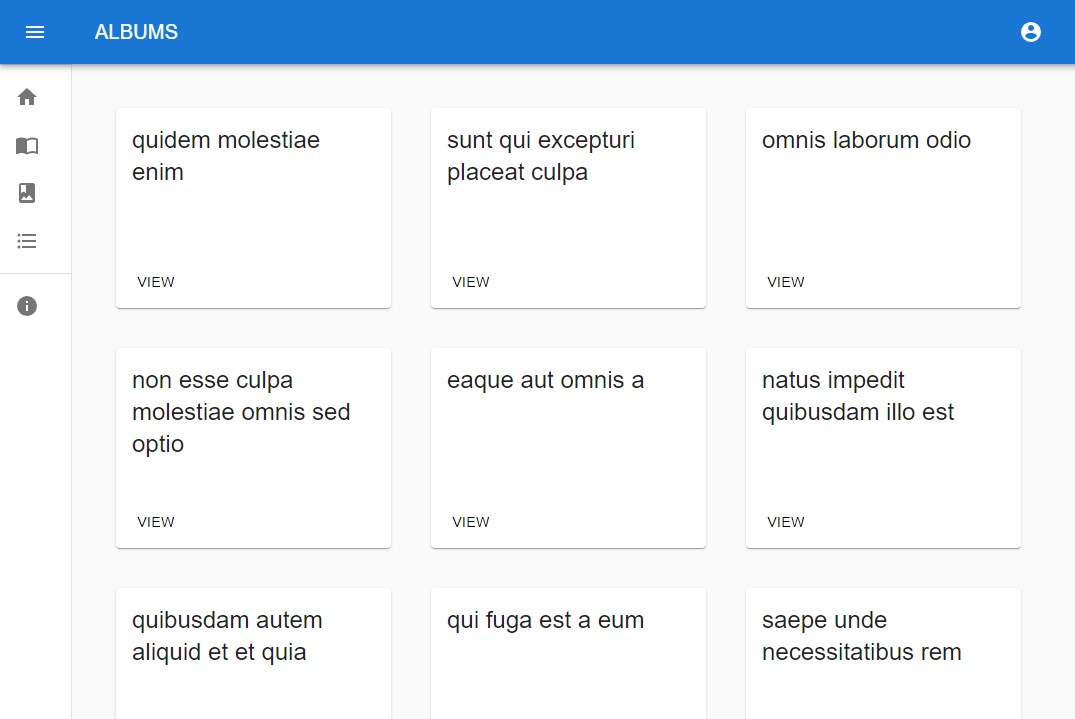 ALBUMS
quidem molestiae
enim
VIEW
sunt qui excepturi
placeat culpa
VIEW
omnis laborum odio
VIEW
non esse culpa
molestiae omnis sed
optio
VIEW
eaque aut omnis a
VIEW
natus impedit
quibusdam illo est
VIEW
quibusdam autem
aliquid et et quia
qui fuga est a eum
saepe unde
necessitatibus rem